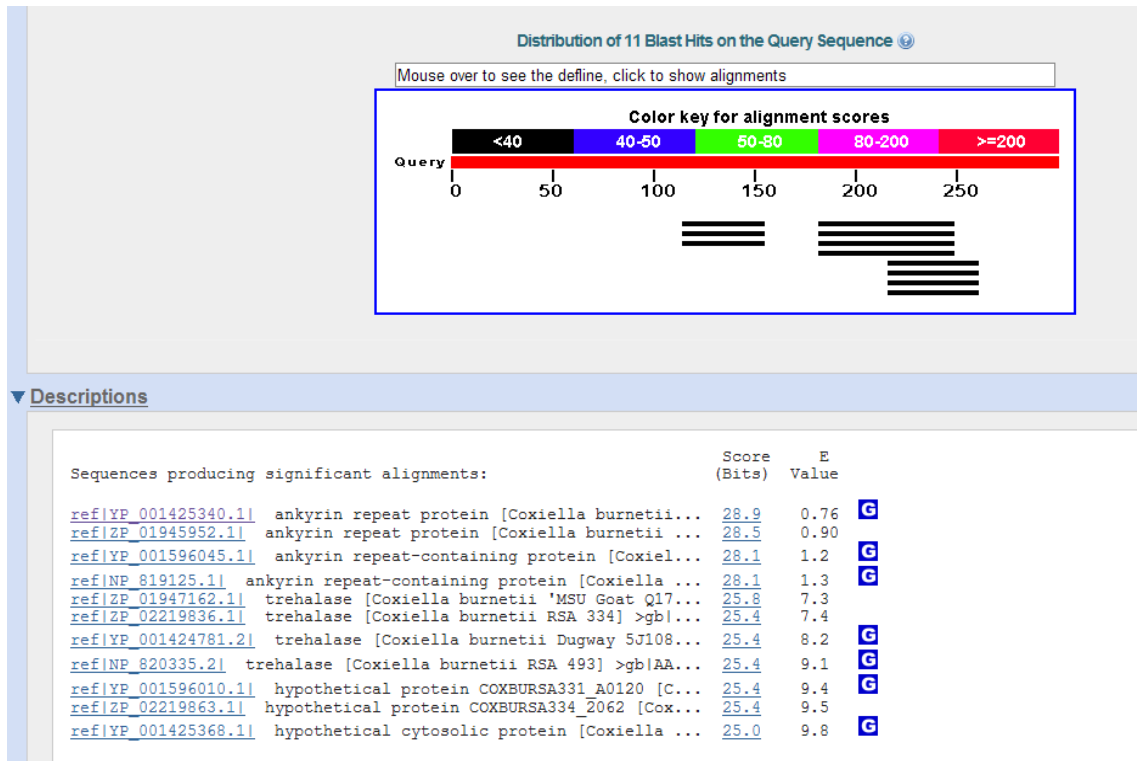 Distribution of 11 Blast Hits on the Query Sequence
Mouse over to see the defline, click to show alignments
Color key for alignment scores
<40 40-50 50-80 80-200 >=200
Query
0 50 100 150 200 250
Descriptions
Score E
Sequences producing significant alignments: (Bits) Value
ref|YP_001425340.1| ankyrin repeat protein [Coxiella burnetii... 28.9 0.76 G
ref|ZP_01945952.1| ankyrin repeat protein [Coxiella burnetii ... 28.5 0.90
ref|YP_001596045.1| ankyrin repeat-containing protein [Coxiel... 28.1 1.2 G
ref|NP_819125.1| ankyrin repeat-containing protein [Coxiella ... 28.1 1.3 G
ref|ZP_01947162.1| trehalase [Coxiella burnetii 'MSU Goat Q17... 25.8 7.3
ref|ZP_02219836.1| trehalase [Coxiella burnetii RSA 334] >gb|... 25.4 7.4
ref|YP_001424781.2| trehalase [Coxiella burnetii Dugway 5J108... 25.4 8.2 G
ref|NP_820335.2| trehalase [Coxiella burnetii RSA 493] >gb|AA... 25.4 9.1 G
ref|YP_001596010.1| hypothetical protein COXBURSA331_A0120 [C... 25.4 9.4 G
ref|ZP_02219863.1| hypothetical protein COXBURSA334_2062 [Cox... 25.4 9.5
ref|YP_001425368.1| hypothetical cytosolic protein [Coxiella ... 25.0 9.8 G